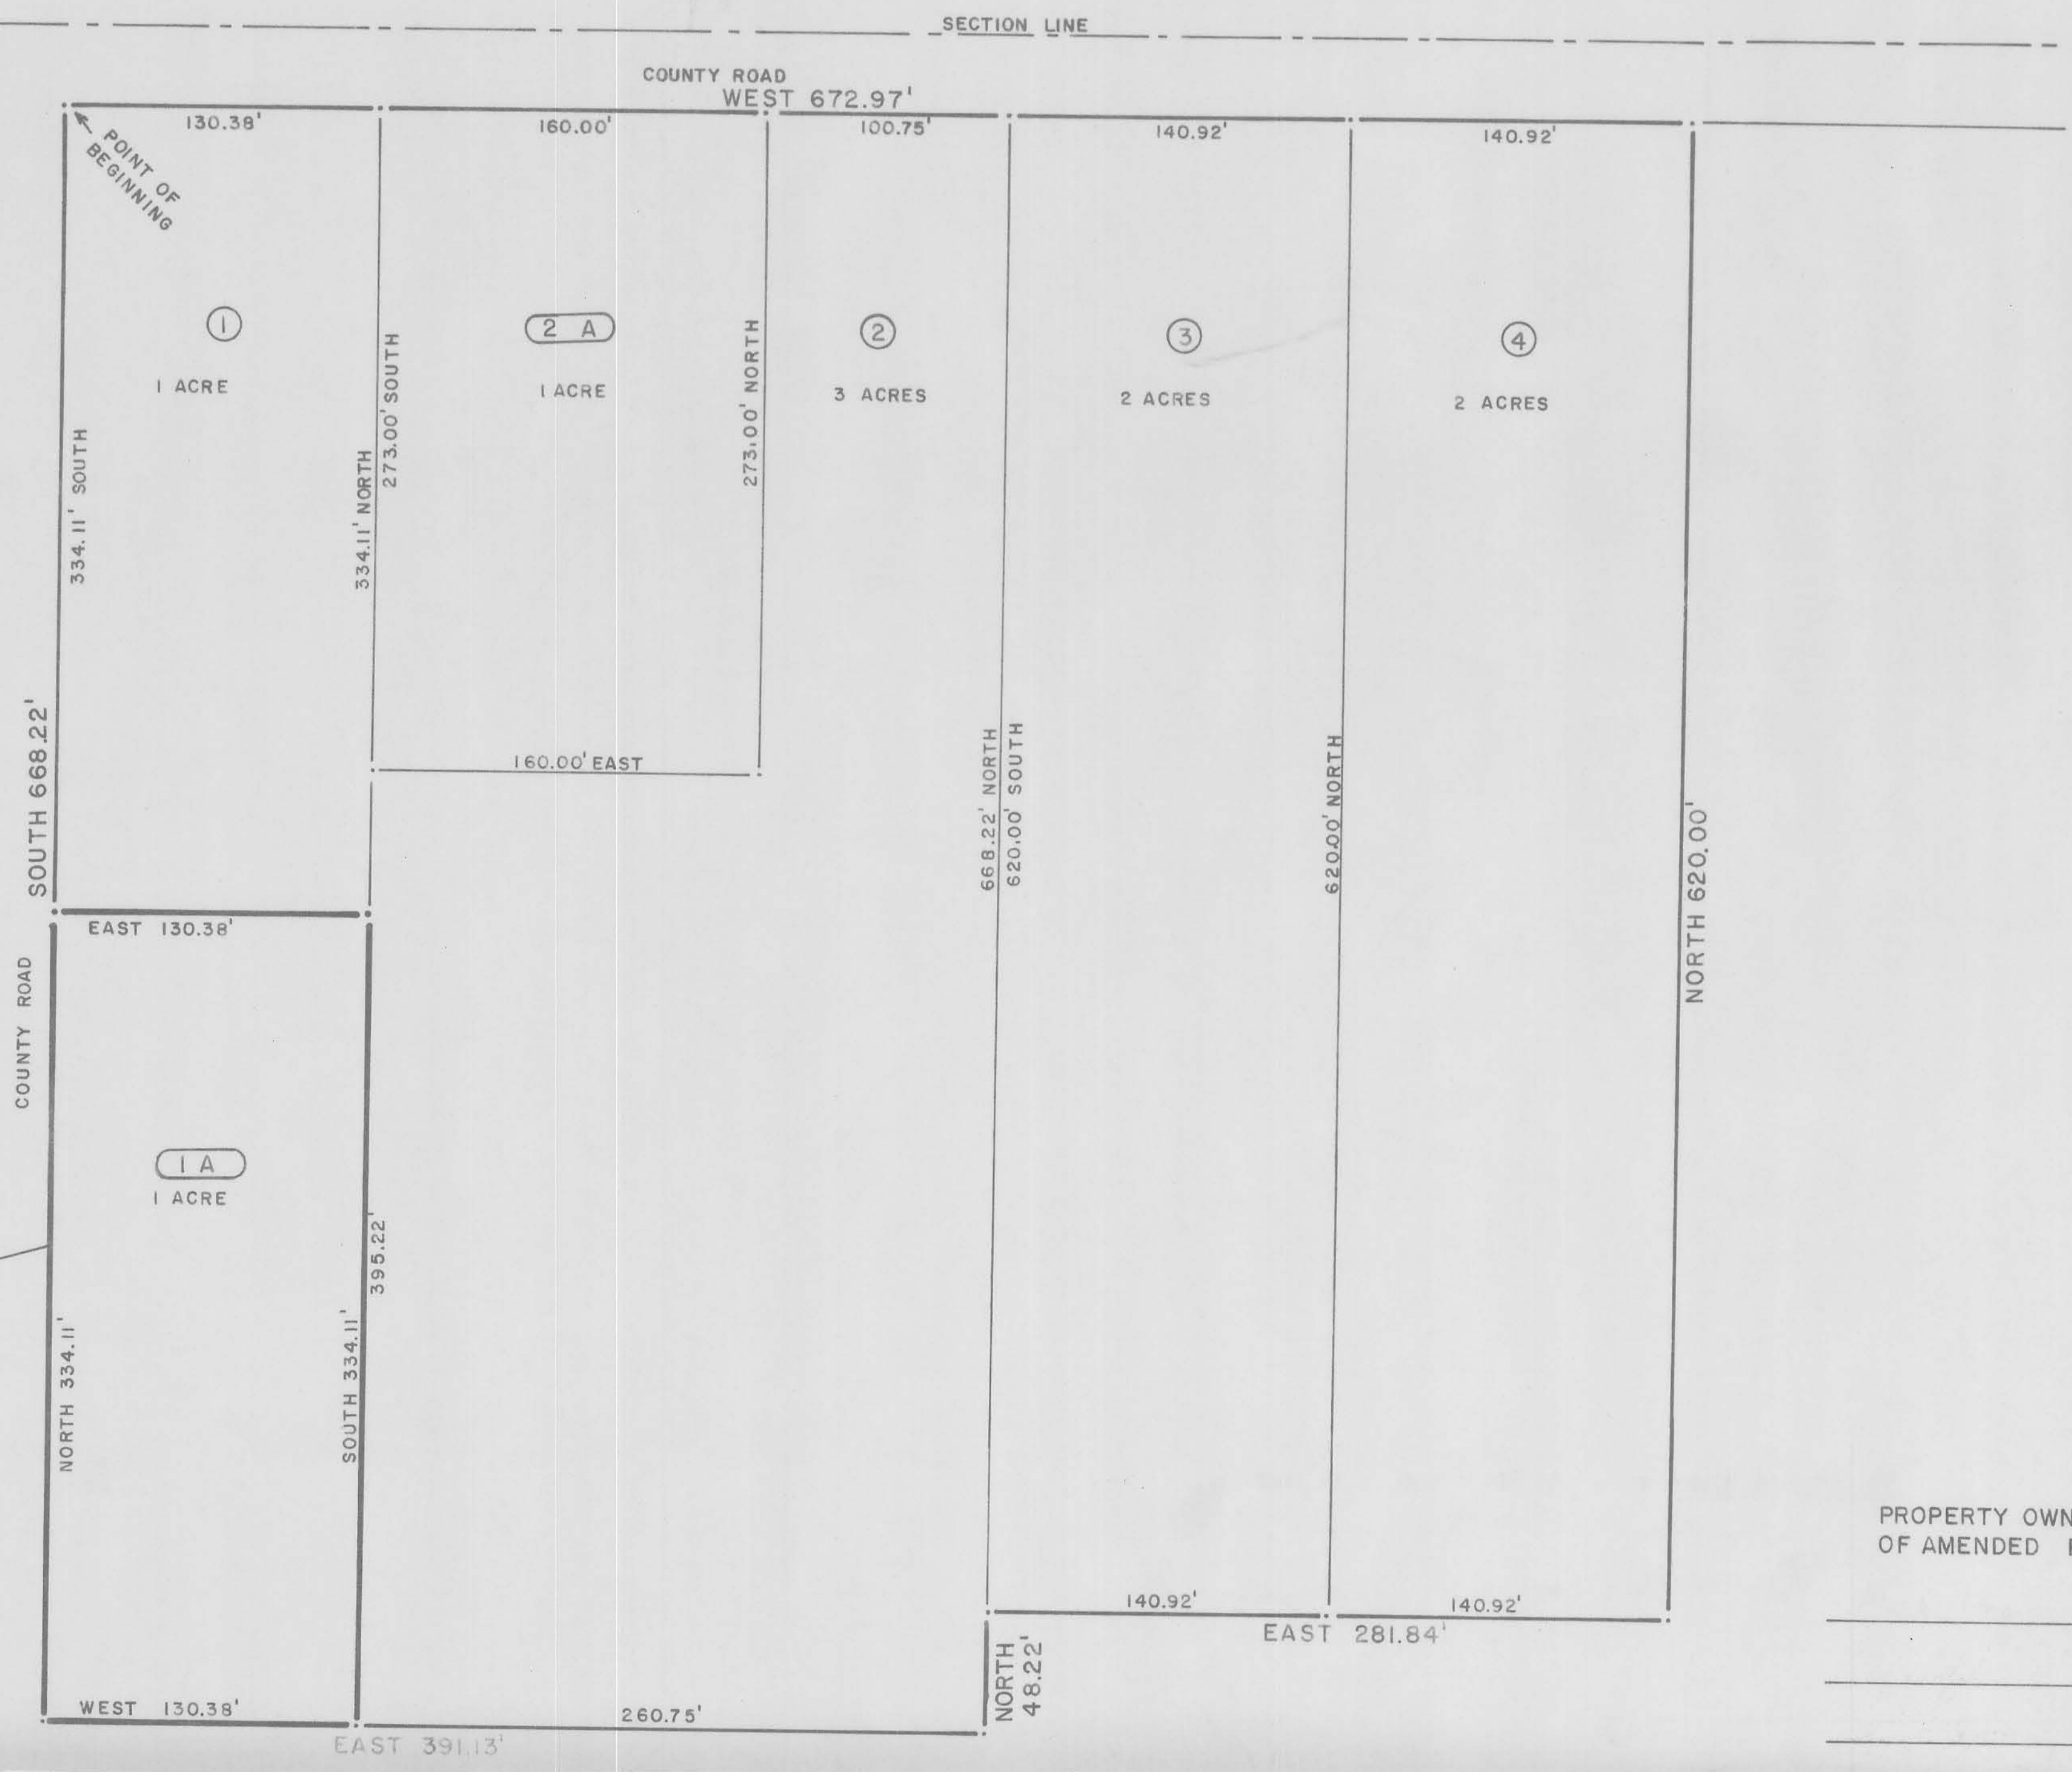 SECTION LINE
COUNTY ROAD
WEST 672.97'
130.38'
160.00'
100.75'
140.92'
140.92'
POINT OF
BEGINNING
1
2 A
2
3
4
1 ACRE
1 ACRE
3 ACRES
2 ACRES
2 ACRES
334.11' SOUTH
334.11' NORTH
273.00' SOUTH
273.00' NORTH
SOUTH 668.22'
160.00' EAST
668.22' NORTH
620.00' SOUTH
620.00' NORTH
NORTH 620.00'
EAST 130.38'
COUNTY ROAD
1 A
1 ACRE
395.22'
NORTH 334.11'
SOUTH 334.11'
PROPERTY OWN
OF AMENDED
140.92'
140.92'
EAST 281.84'
NORTH
48.22'
WEST 130.38'
260.75'
EAST 391.13'